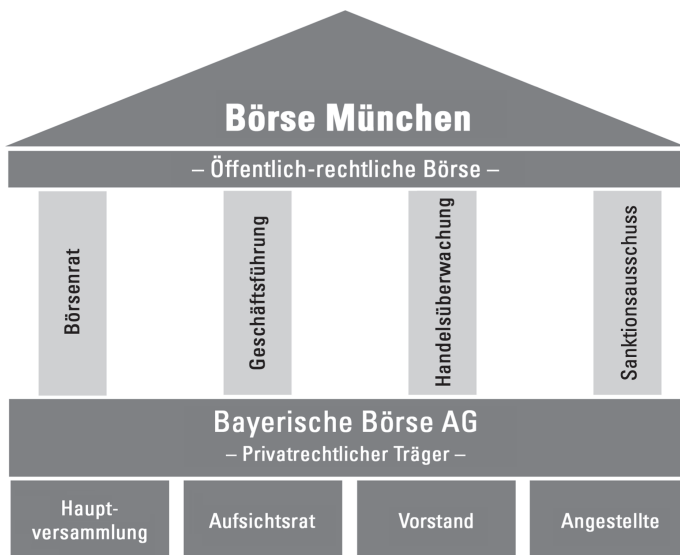 Börse München
– Öffentlich-rechtliche Börse –
Börsenrat
Geschäftsführung
Handelsüberwachung
Sanktionsausschuss
Bayerische Börse AG
– Privatrechtlicher Träger –
Haupt-
versammlung
Aufsichtsrat
Vorstand
Angestellte